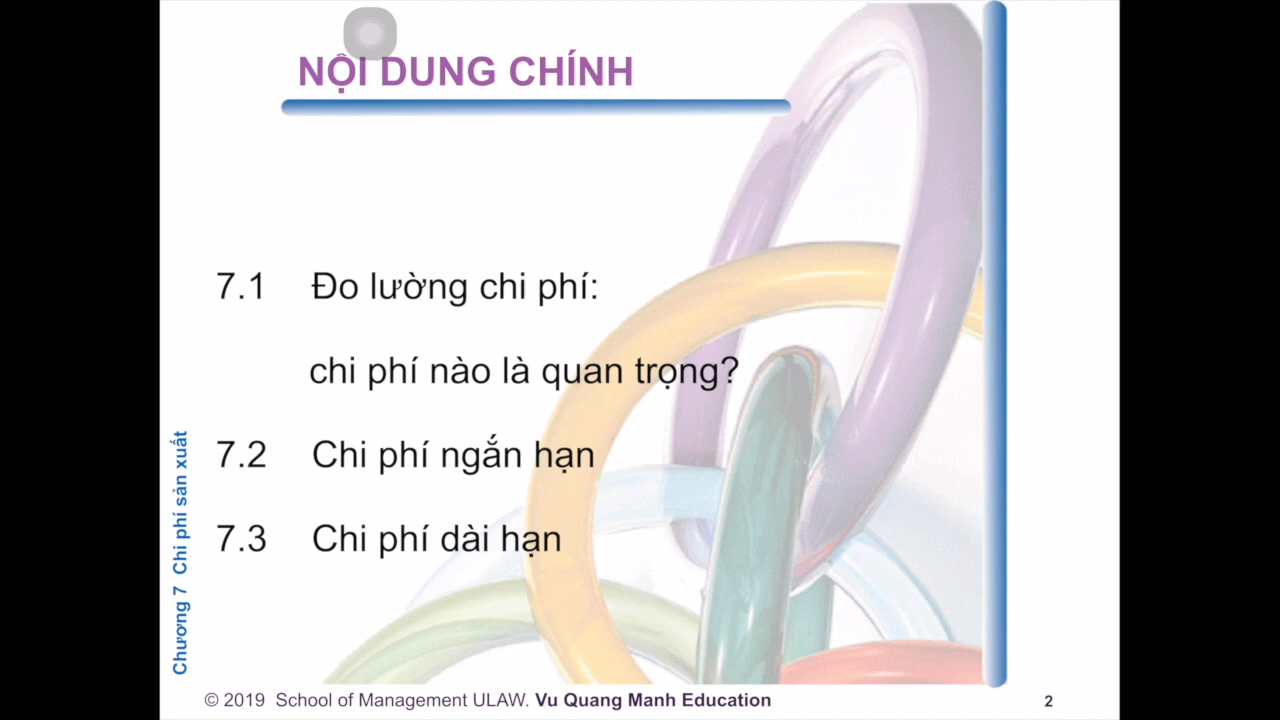 NỘI DUNG CHÍNH
7.1 Đo lường chi phí:
chi phí nào là quan trọng?
7.2 Chi phí ngắn hạn
7.3 Chi phí dài hạn
Chương 7 Chi phí sản xuất
© 2019 School of Management ULAW. Vu Quang Manh Education
2